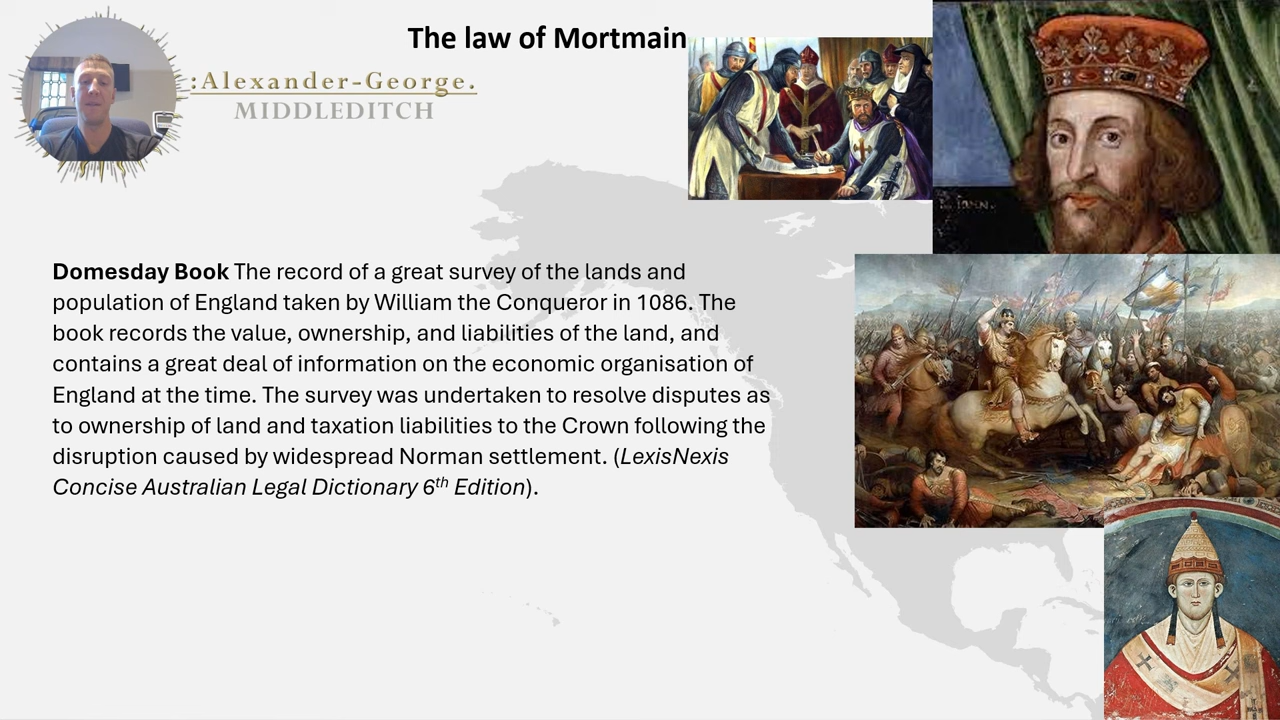 The law of Mortmain
:Alexander-George.
MIDDLEDITCH
Domesday Book The record of a great survey of the lands and
population of England taken by William the Conqueror in 1086. The
book records the value, ownership, and liabilities of the land, and
contains a great deal of information on the economic organisation of
England at the time. The survey was undertaken to resolve disputes as
to ownership of land and taxation liabilities to the Crown following the
disruption caused by widespread Norman settlement. (LexisNexis
Concise Australian Legal Dictionary 6th Edition).